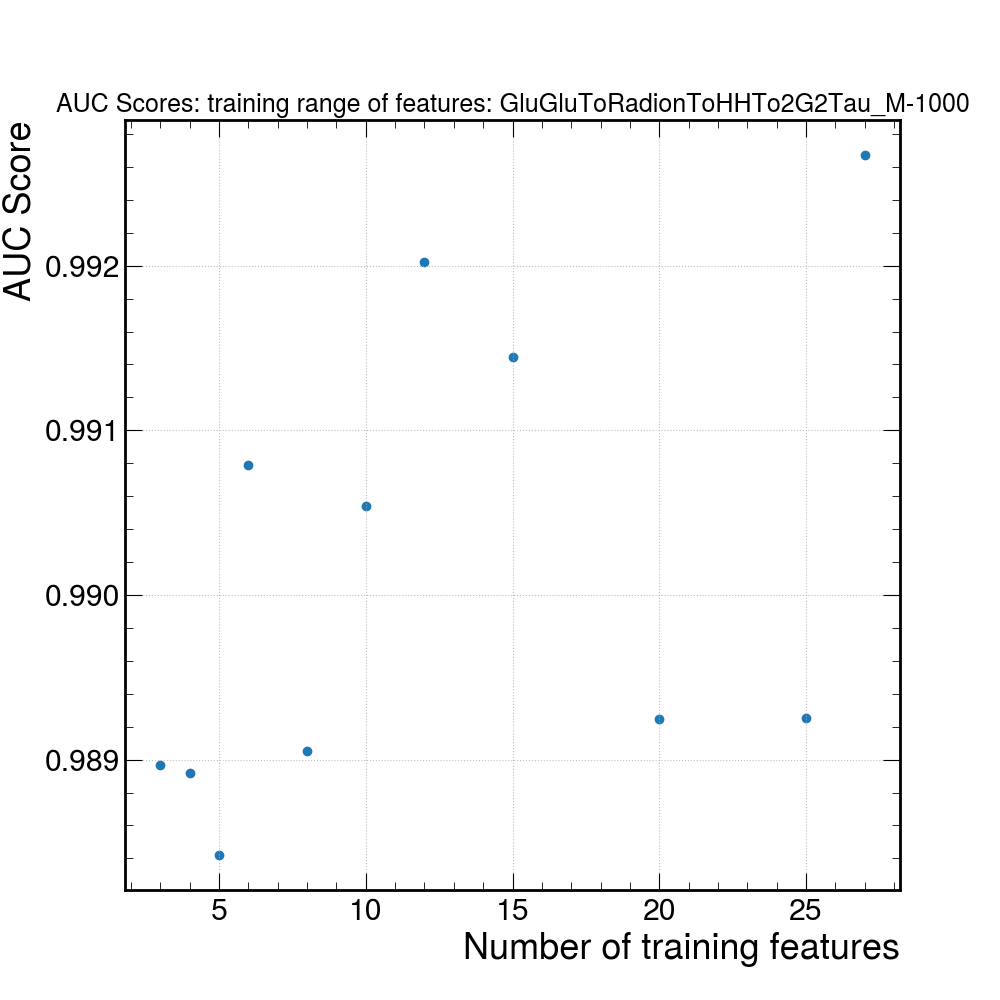 AUC Scores: training range of features: GluGluToRadionToHHTo2G2Tau_M-1000
AUC Score
0.992
0.991
0.990
0.989
5 10 15 20 25
Number of training features